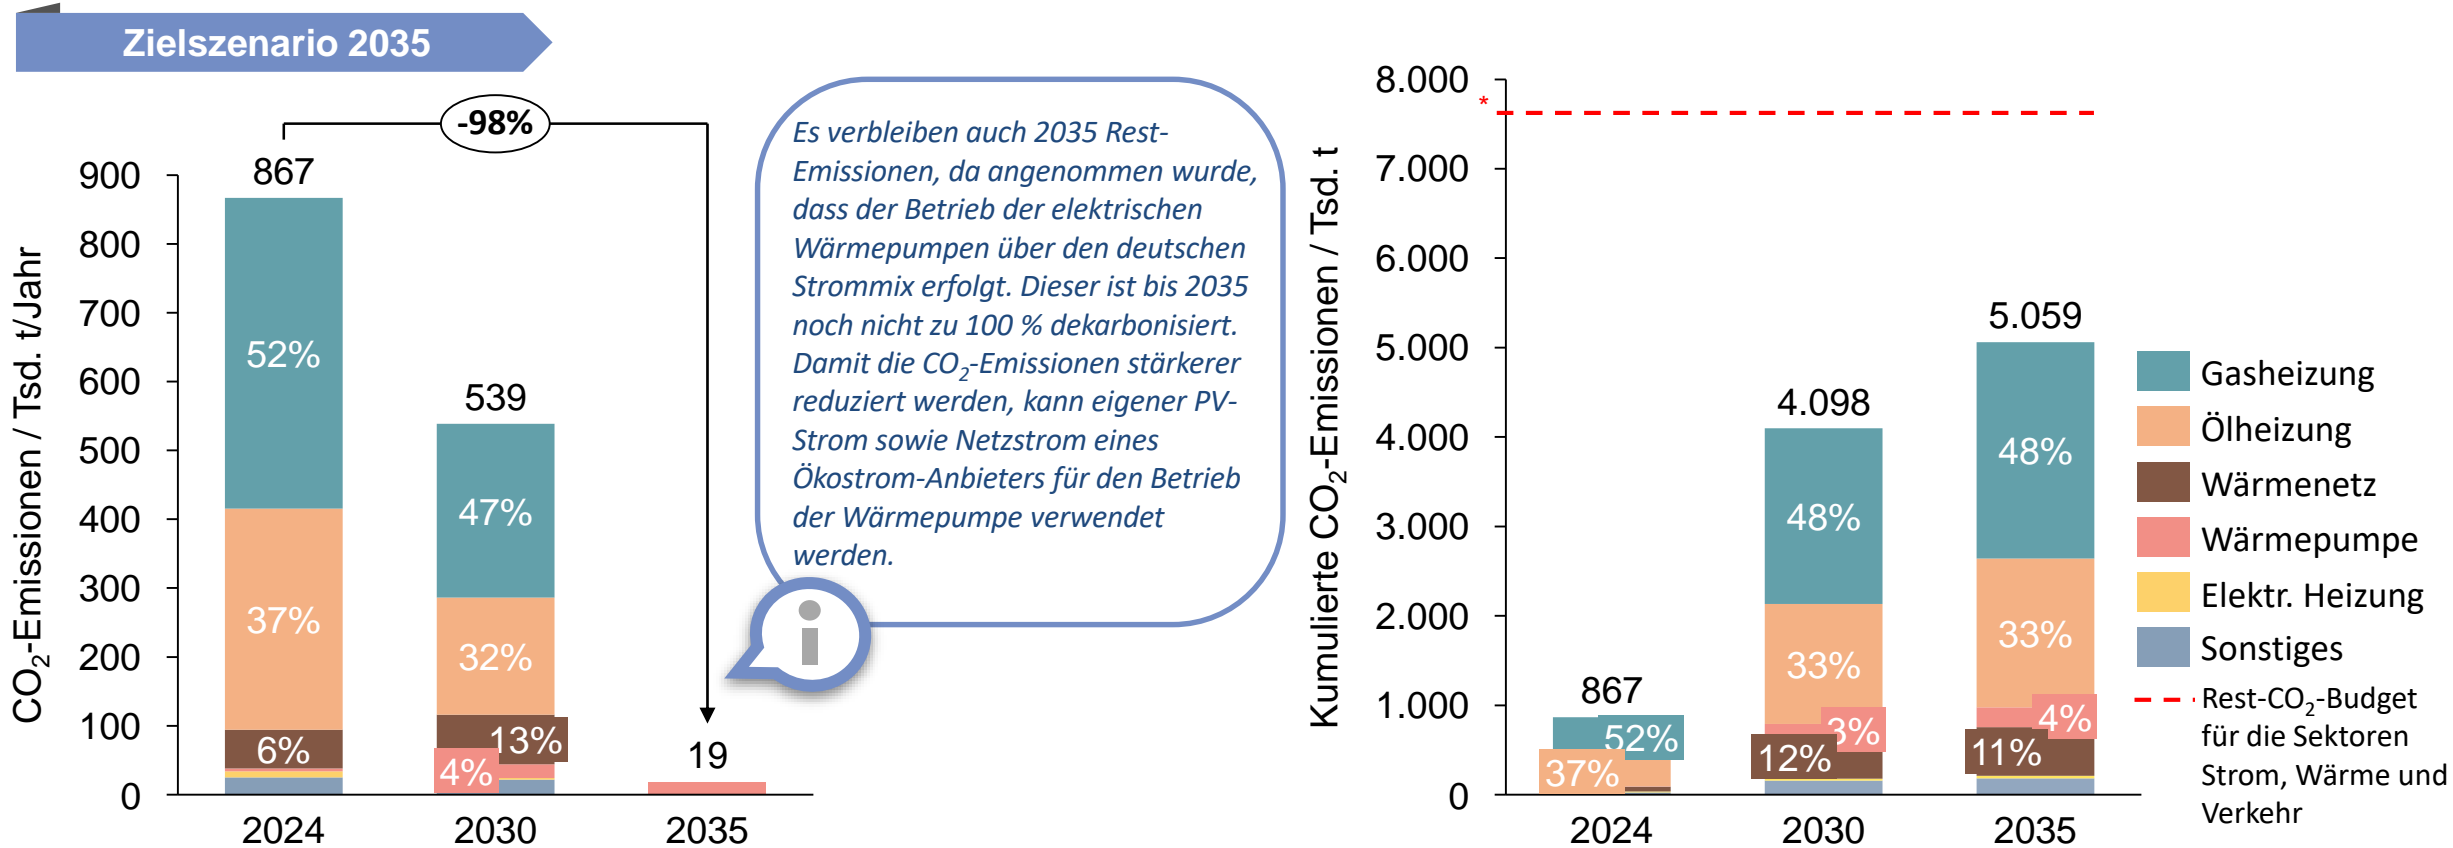 Zielszenario 2035
CO2-Emissionen / Tsd. t/Jahr
900
800
700
600
500
400
300
200
100
0
-98%
867
52%
37%
6%
539
47%
32%
13%
4%
19
2024
2030
2035
Es verbleiben auch 2035 Rest-
Emissionen, da angenommen wurde,
dass der Betrieb der elektrischen
Wärmepumpen über den deutschen
Strommix erfolgt. Dieser ist bis 2035
noch nicht zu 100 % dekarbonisiert.
Damit die CO2-Emissionen stärkerer
reduziert werden, kann eigener PV-
Strom sowie Netzstrom eines
Ökostrom-Anbieters für den Betrieb
der Wärmepumpe verwendet
werden.
i
Kumulierte CO2-Emissionen / Tsd. t
8.000
7.000
6.000
5.000
4.000
3.000
2.000
1.000
0
*
867
52%
37%
4.098
48%
33%
3%
12%
5.059
48%
33%
4%
11%
2024
2030
2035
Gasheizung
Ölheizung
Wärmenetz
Wärmepumpe
Elektr. Heizung
Sonstiges
Rest-CO2-Budget
für die Sektoren
Strom, Wärme und
Verkehr